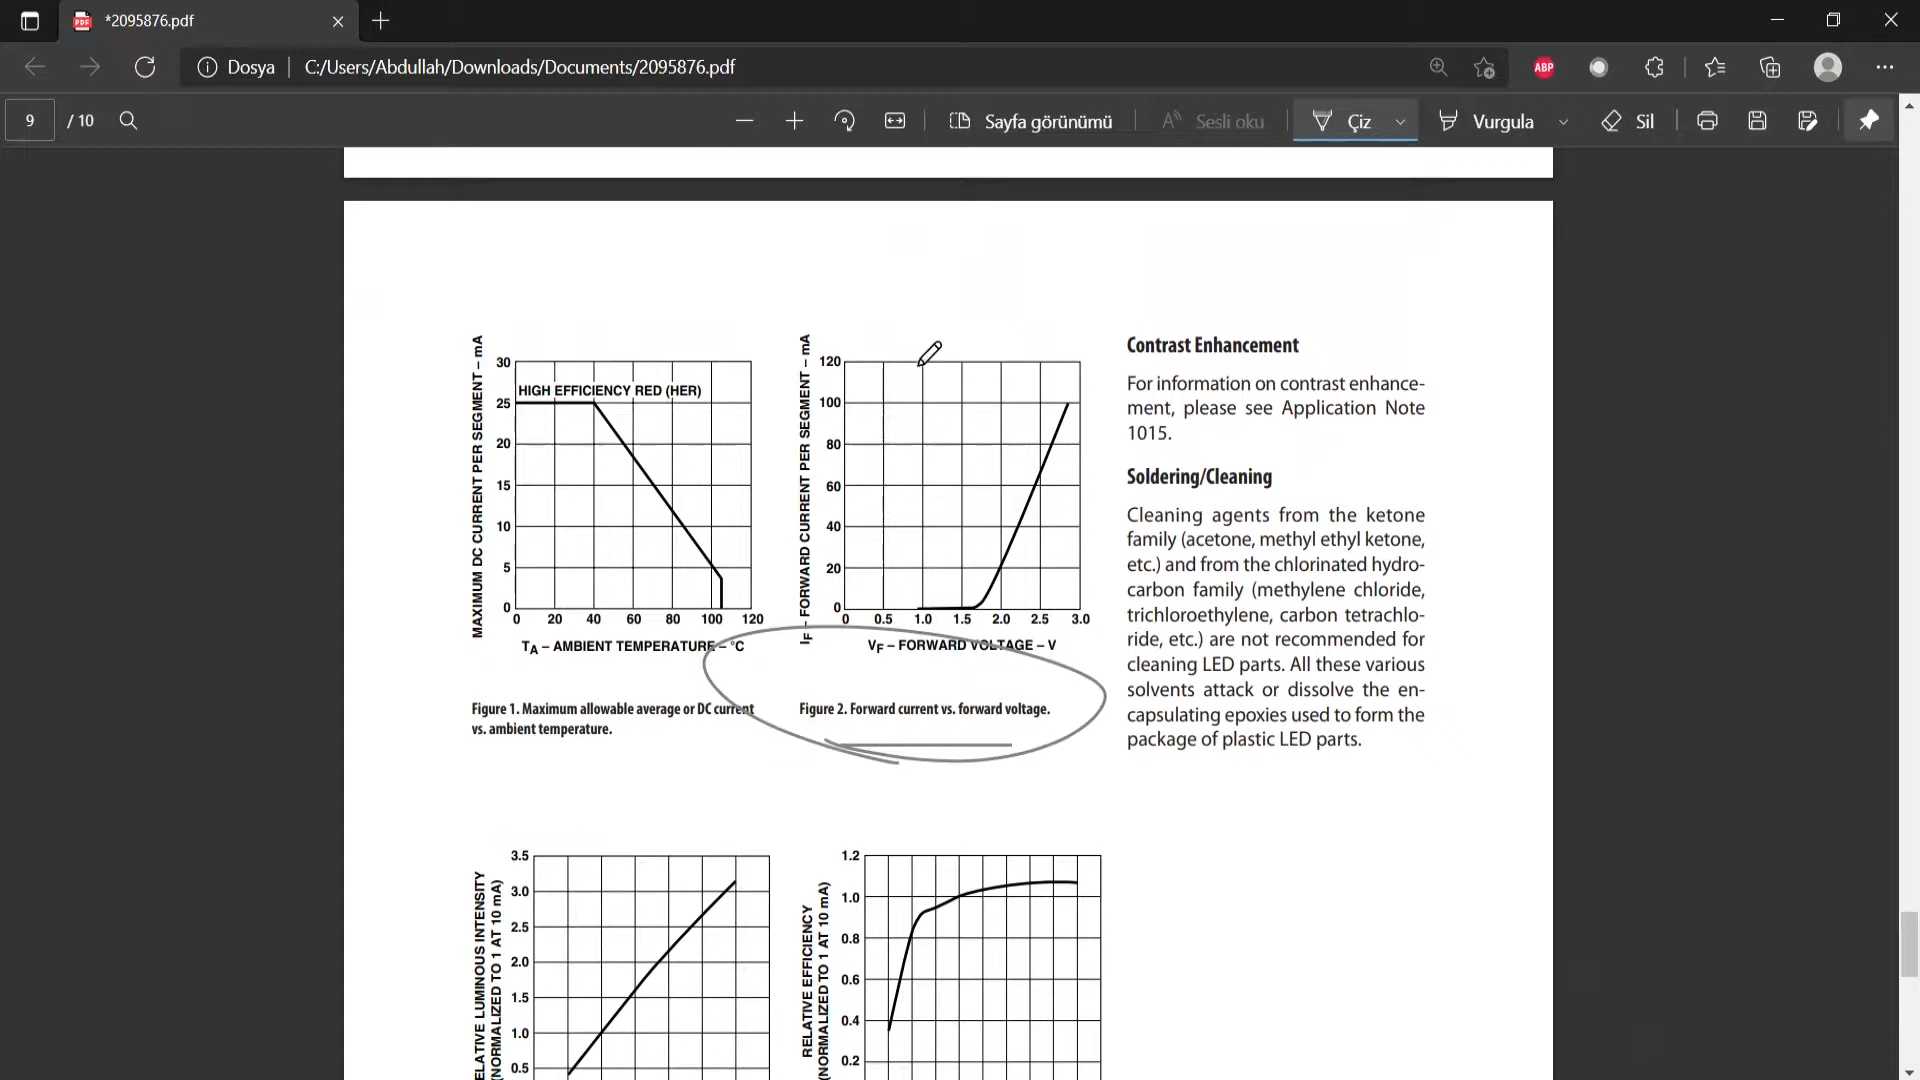 *2095876.pdf
Dosya
C:/Users/Abdullah/Downloads/Documents/2095876.pdf
ABP
9
/ 10
Sayfa görünümü
Sesli oku
Çiz
Vurgula
Sil
MAXIMUM DC CURRENT PER SEGMENT – mA
30
25
20
15
10
5
0
HIGH EFFICIENCY RED (HER)
0 20 40 60 80 100 120
TA – AMBIENT TEMPERATURE – °C
Figure 1. Maximum allowable average or DC current
vs. ambient temperature.
IF – FORWARD CURRENT PER SEGMENT – mA
120
100
80
60
40
20
0
0 0.5 1.0 1.5 2.0 2.5 3.0
VF – FORWARD VOLTAGE – V
Figure 2. Forward current vs. forward voltage.
Contrast Enhancement
For information on contrast enhance-
ment, please see Application Note
1015.
Soldering/Cleaning
Cleaning agents from the ketone
family (acetone, methyl ethyl ketone,
etc.) and from the chlorinated hydro-
carbon family (methylene chloride,
trichloroethylene, carbon tetrachlo-
ride, etc.) are not recommended for
cleaning LED parts. All these various
solvents attack or dissolve the en-
capsulating epoxies used to form the
package of plastic LED parts.
ELATIVE LUMINOUS INTENSITY
(NORMALIZED TO 1 AT 10 mA)
3.5
3.0
2.5
2.0
1.5
1.0
0.5
RELATIVE EFFICIENCY
(NORMALIZED TO 1 AT 10 mA)
1.2
1.0
0.8
0.6
0.4
0.2